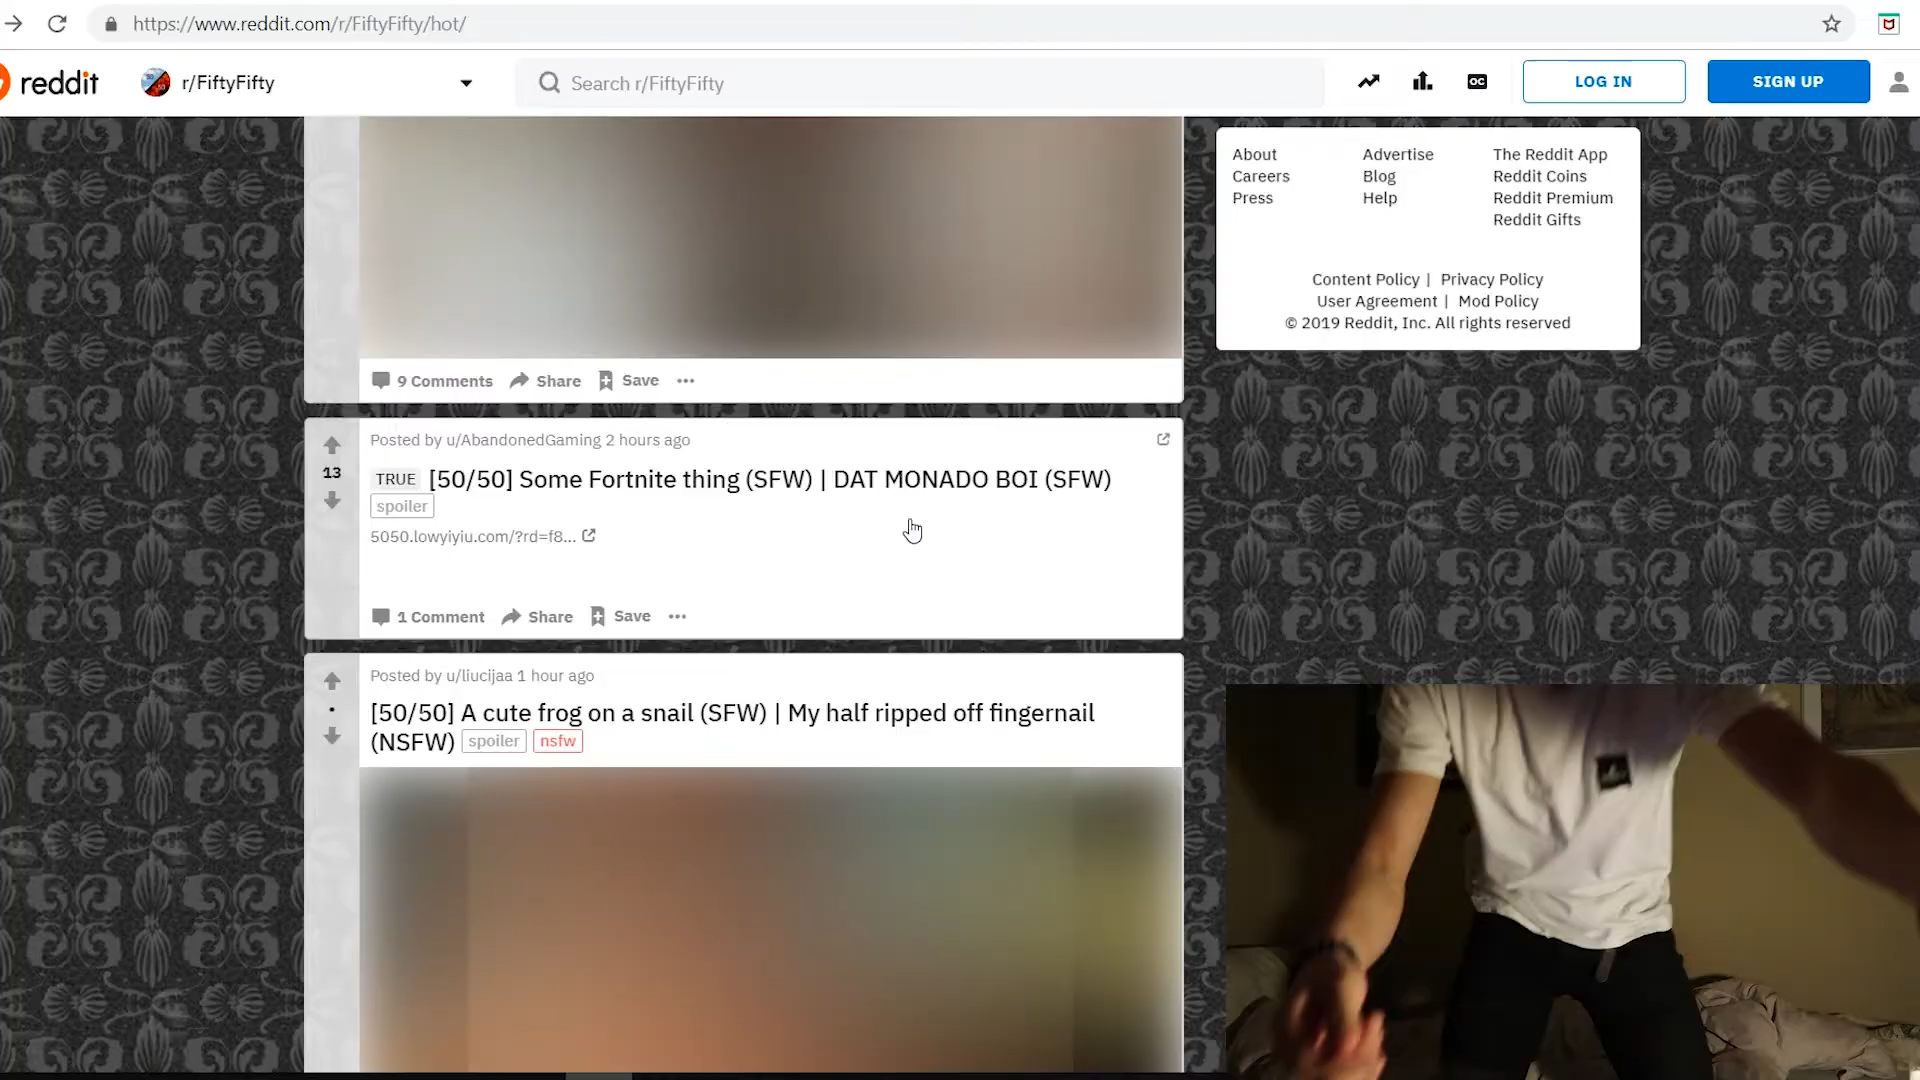 https://www.reddit.com/r/FiftyFifty/hot/
reddit
r/FiftyFifty
Search r/FiftyFifty
OC
LOG IN
SIGN UP
About
Advertise
The Reddit App
Careers
Blog
Reddit Coins
Press
Help
Reddit Premium
Reddit Gifts
Content Policy | Privacy Policy
User Agreement | Mod Policy
© 2019 Reddit, Inc. All rights reserved
9 Comments Share Save
Posted by u/AbandonedGaming 2 hours ago
13
TRUE [50/50] Some Fortnite thing (SFW) | DAT MONADO BOI (SFW)
spoiler
5050.lowyiyiu.com/?rd=f8...
1 Comment Share Save
Posted by u/liucijaa 1 hour ago
[50/50] A cute frog on a snail (SFW) | My half ripped off fingernail
(NSFW) spoiler nsfw